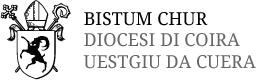 BISTUM CHUR
DIOCESI DI COIRA
UESTGIU DA CUERA